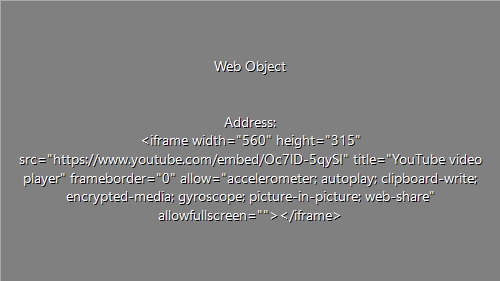 Web Object
Address:
<iframe width="560" height="315"
src="https://www.youtube.com/embed/Oc7ID-5qySI" title="YouTube video
player" frameborder="0" allow="accelerometer; autoplay; clipboard-write;
encrypted-media; gyroscope; picture-in-picture; web-share"
allowfullscreen=""></iframe>